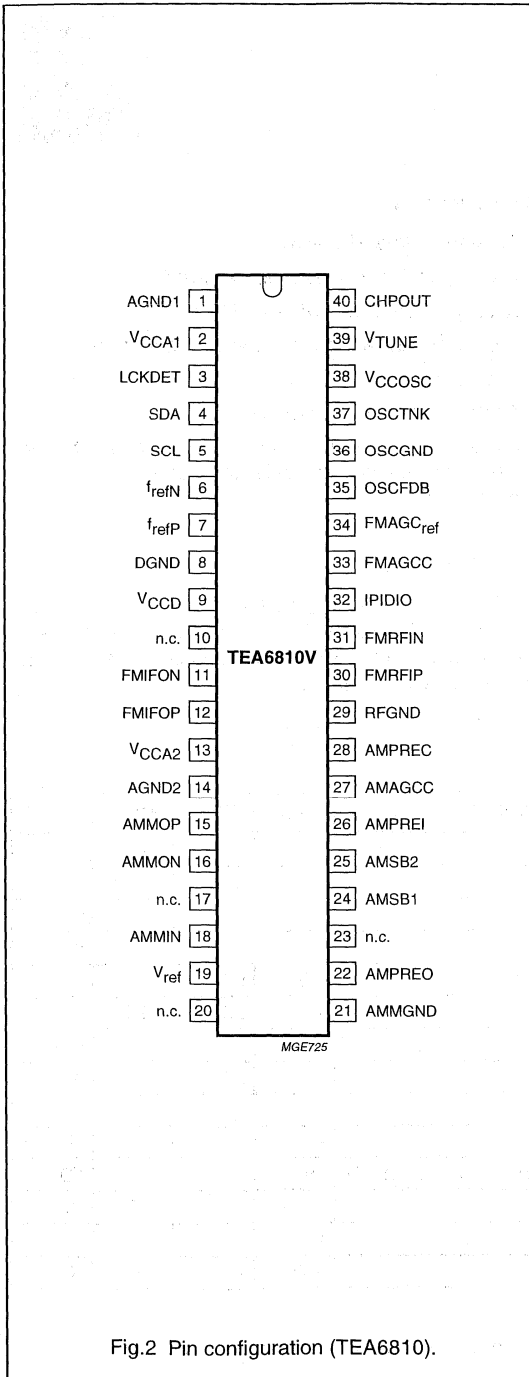 AGND1 1
VCCA1 2
LCKDET 3
SDA 4
SCL 5
frefN 6
frefP 7
DGND 8
VCCD 9
n.c. 10
FMIFON 11
FMIFOP 12
VCCA2 13
AGND2 14
AMMOP 15
AMMON 16
n.c. 17
AMMIN 18
Vref 19
n.c. 20
TEA6810V
40 CHPOUT
39 VTUNE
38 VCCOSC
37 OSCTNK
36 OSCGND
35 OSCFDB
34 FMAGCref
33 FMAGCC
32 IPIDIO
31 FMRFIN
30 FMRFIP
29 RFGND
28 AMPREC
27 AMAGCC
26 AMPREI
25 AMSB2
24 AMSB1
23 n.c.
22 AMPREO
21 AMMGND
MGE725
Fig.2 Pin configuration (TEA6810).